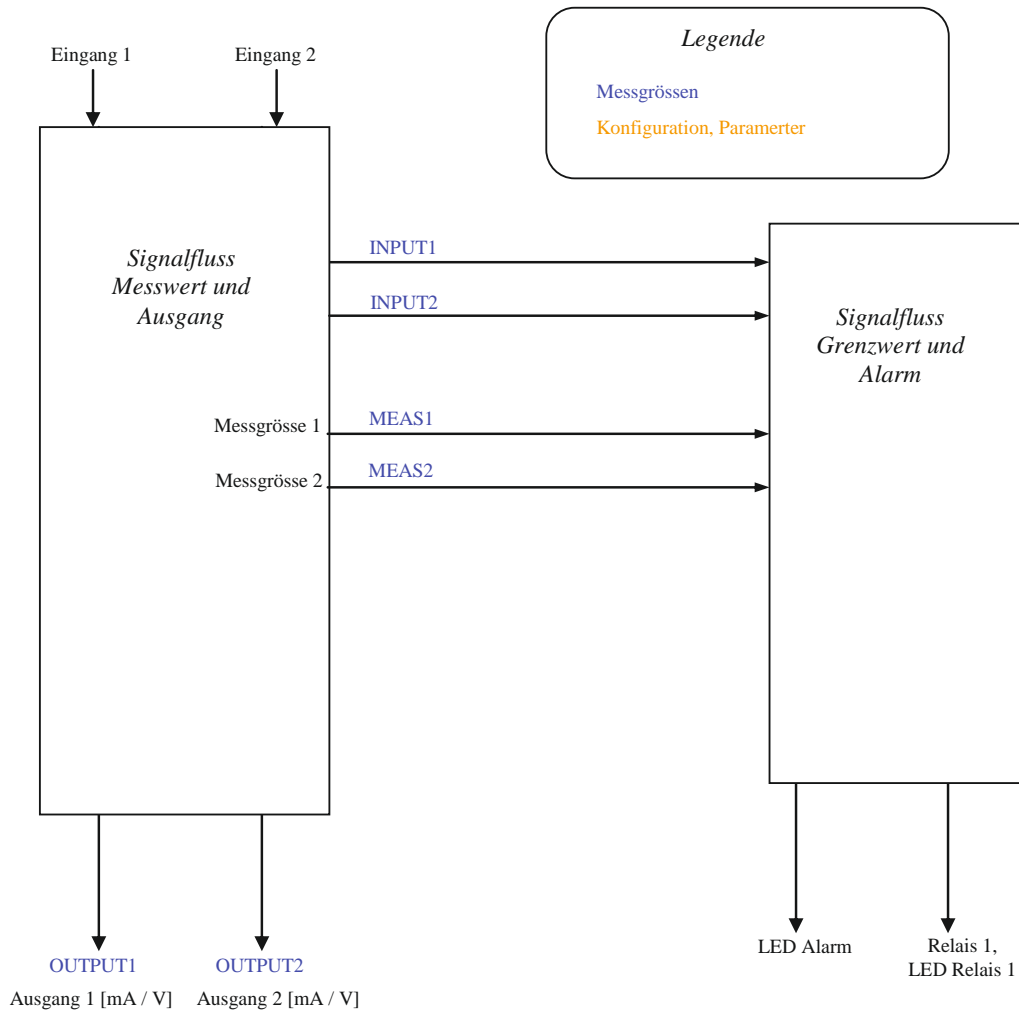 Legende
Eingang 1
Eingang 2
Messgrössen
Konfiguration, Paramerter
Signalfluss
Messwert und
Ausgang
INPUT1
INPUT2
Signalfluss
Grenzwert und
Alarm
Messgrösse 1
MEAS1
Messgrösse 2
MEAS2
LED Alarm
Relais 1,
LED Relais 1
OUTPUT1
OUTPUT2
Ausgang 1 [mA / V]
Ausgang 2 [mA / V]